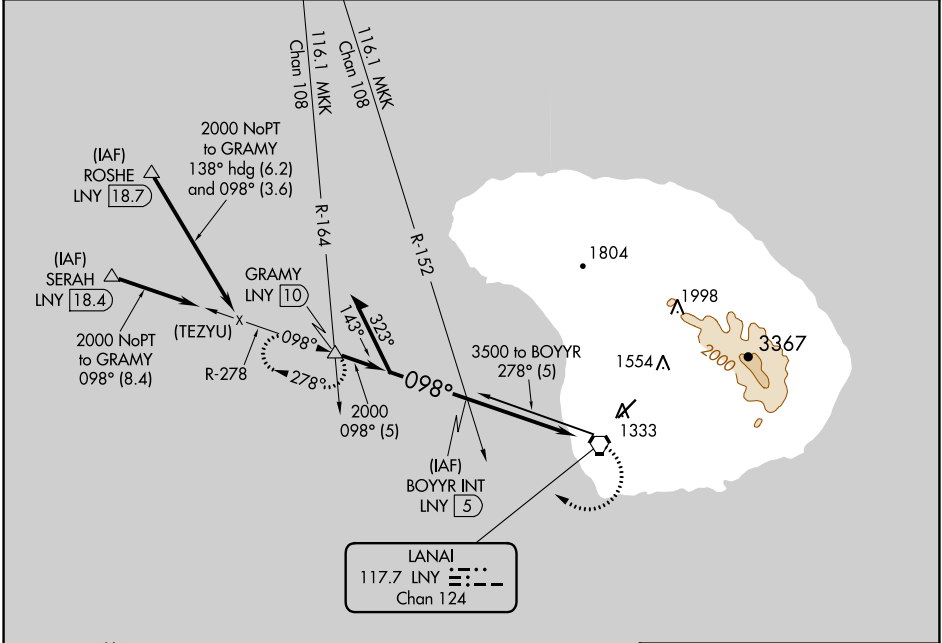 116.1 MKK
Chan 108
116.1 MKK
Chan 108
2000 NoPT
to GRAMY
138° hdg (6.2)
and 098° (3.6)
(IAF)
ROSHE
LNY 18.7
R-164
R-152
1804
(IAF)
SERAH
LNY 18.4
GRAMY
LNY 10
1998
2000
3367
(TEZYU)
098°
143°
323°
2000 NoPT
to GRAMY
098° (8.4)
R-278
278°
3500 to BOYYR
278° (5)
1554
098°
2000
098° (5)
1333
(IAF)
BOYYR INT
LNY 5
LANAI
117.7 LNY
Chan 124